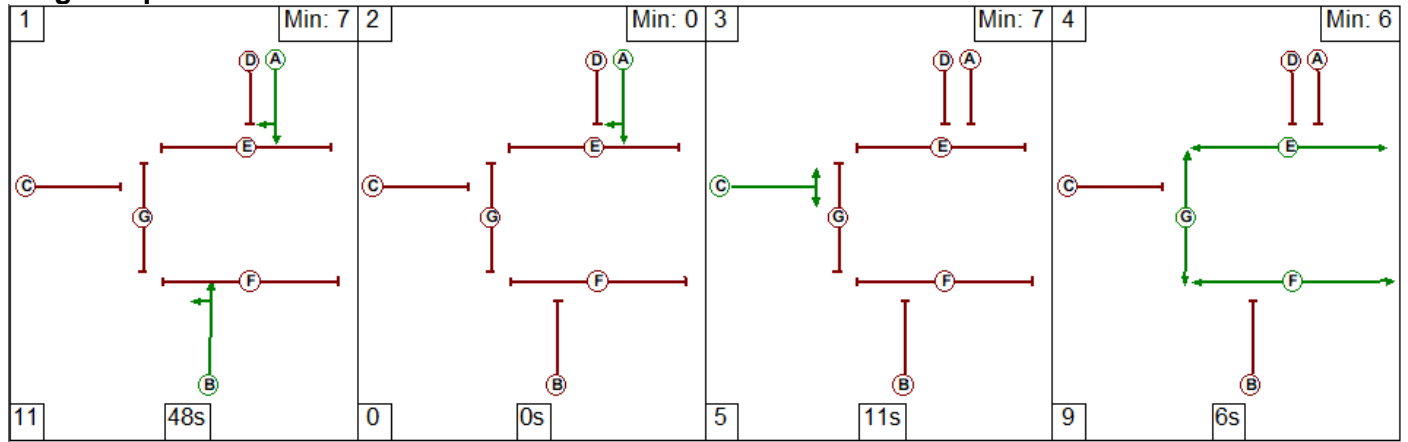 1 Min: 7 2 Min: 0 3 Min: 7 4 Min: 6
D A D A D A D A
E E E E
C C C C
G G G G
F F F F
B B B B
11 48s 0 0s 5 11s 9 6s